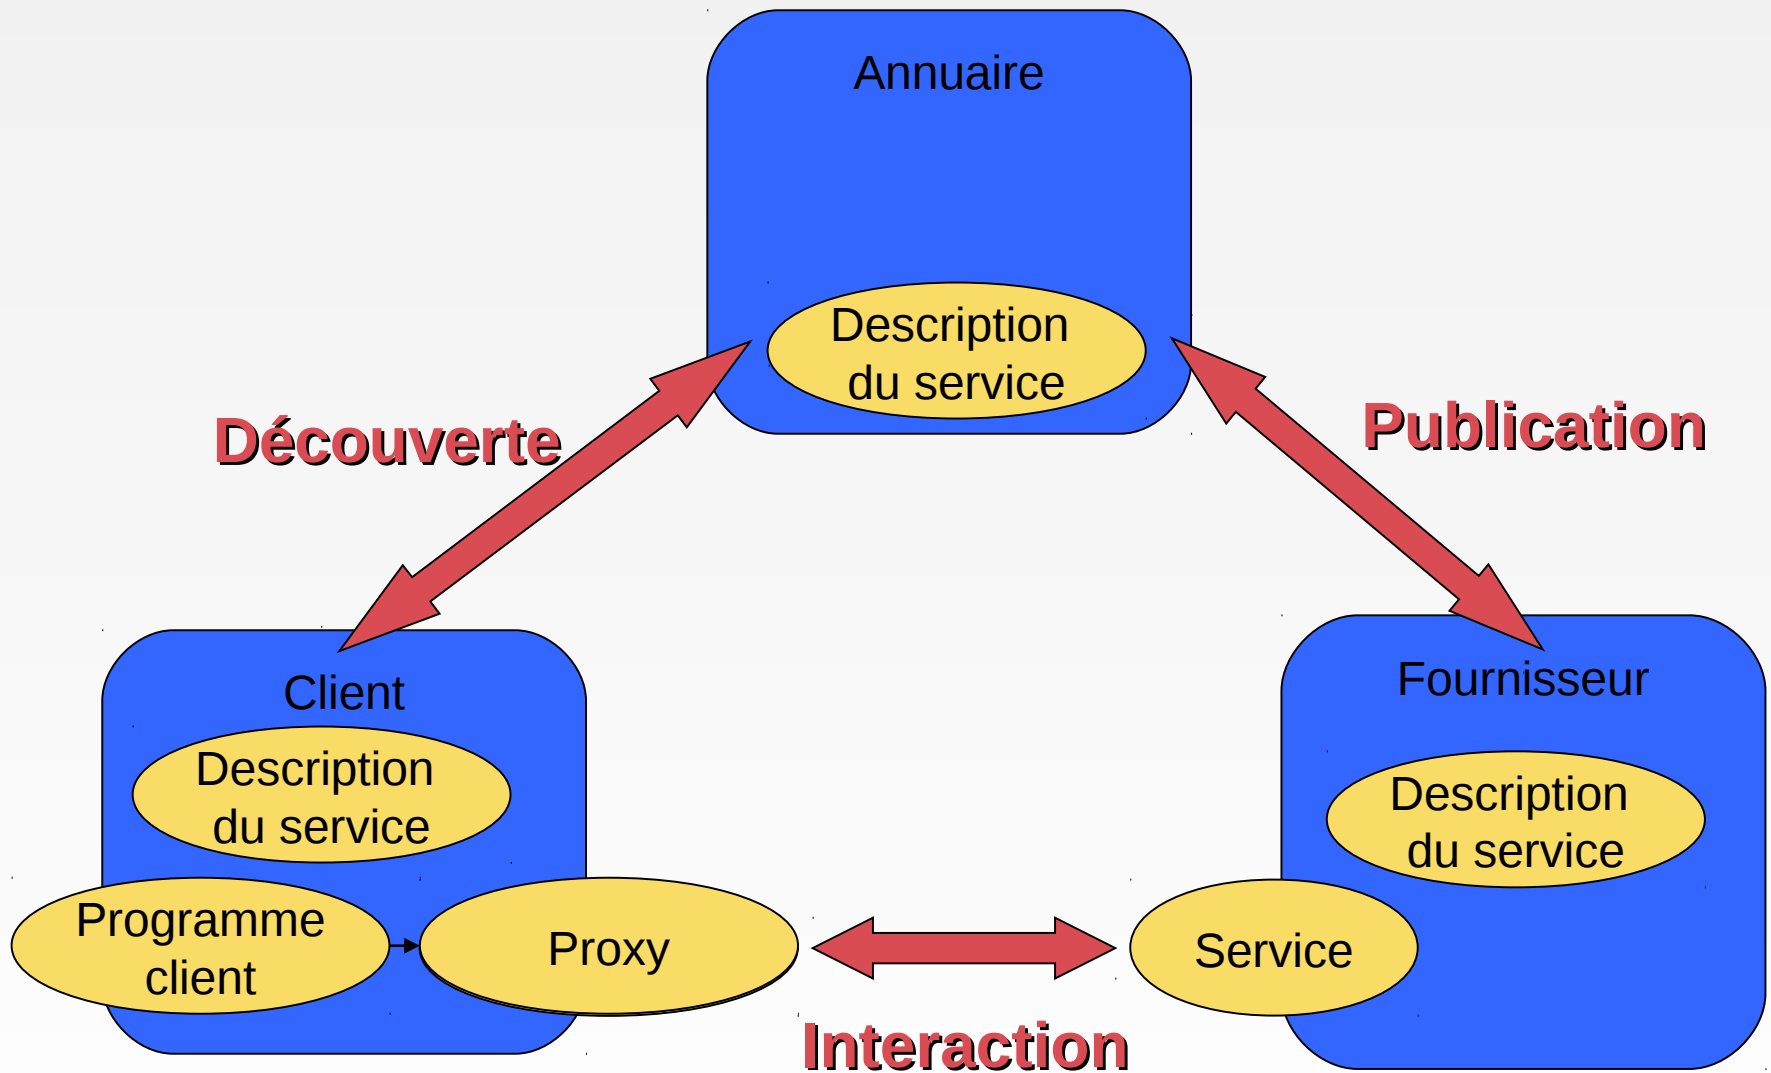 Annuaire
Description
du service
Découverte
Publication
Client
Description
du service
Programme
client
Proxy
Fournisseur
Description
du service
Service
Interaction